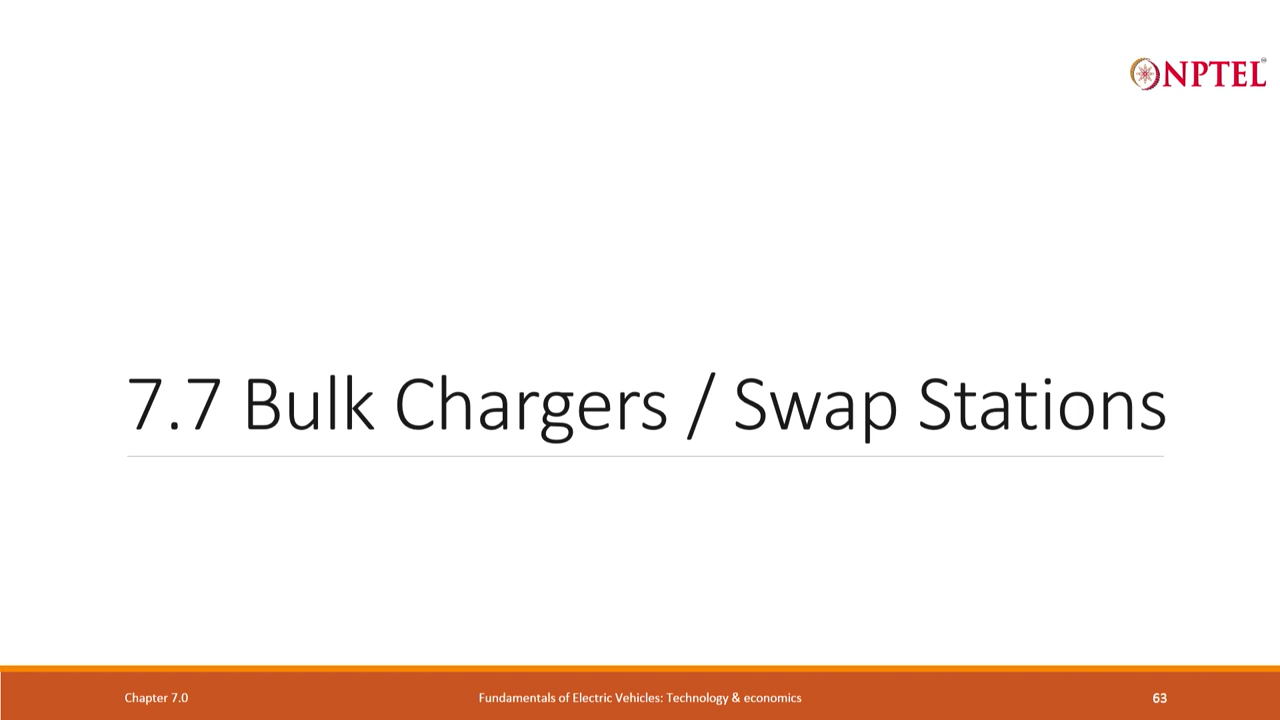 NPTEL
7.7 Bulk Chargers / Swap Stations
Chapter 7.0
Fundamentals of Electric Vehicles: Technology & economics
63